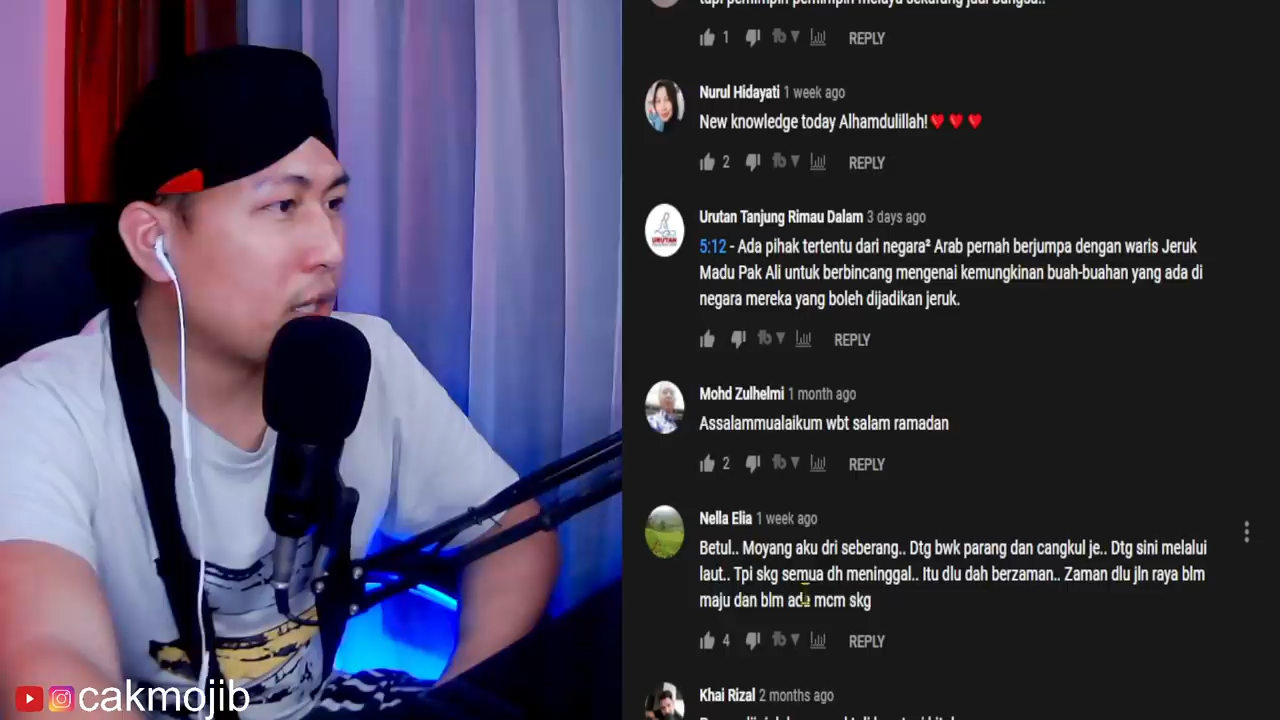 1 REPLY
Nurul Hidayati 1 week ago
New knowledge today Alhamdulillah!
2 REPLY
Urutan Tanjung Rimau Dalam 3 days ago
5:12 - Ada pihak tertentu dari negara² Arab pernah berjumpa dengan waris Jeruk
Madu Pak Ali untuk berbincang mengenai kemungkinan buah-buahan yang ada di
negara mereka yang boleh dijadikan jeruk.
REPLY
Mohd Zulhelmi 1 month ago
Assalammualaikum wbt salam ramadan
2 REPLY
Nella Elia 1 week ago
Betul.. Moyang aku dri seberang.. Dtg bwk parang dan cangkul je.. Dtg sini melalui
laut.. Tpi skg semua dh meninggal.. Itu dlu dah berzaman.. Zaman dlu jln raya blm
maju dan blm ada mcm skg
4 REPLY
Khai Rizal 2 months ago
cakmojib